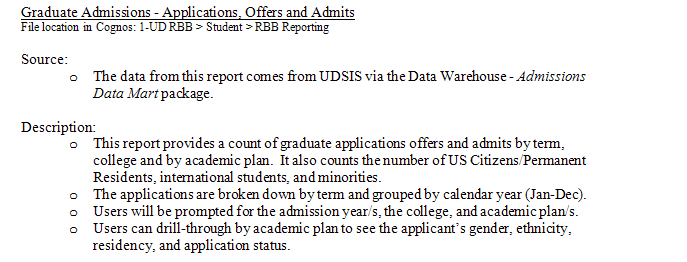 Graduate Admissions - Applications, Offers and Admits
File location in Cognos: 1-UD RBB > Student > RBB Reporting
Source:
o The data from this report comes from UDSIS via the Data Warehouse - Admissions
Data Mart package.
Description:
o This report provides a count of graduate applications offers and admits by term,
college and by academic plan. It also counts the number of US Citizens/Permanent
Residents, international students, and minorities.
o The applications are broken down by term and grouped by calendar year (Jan-Dec).
o Users will be prompted for the admission year/s, the college, and academic plan/s.
o Users can drill-through by academic plan to see the applicant's gender, ethnicity,
residency, and application status.